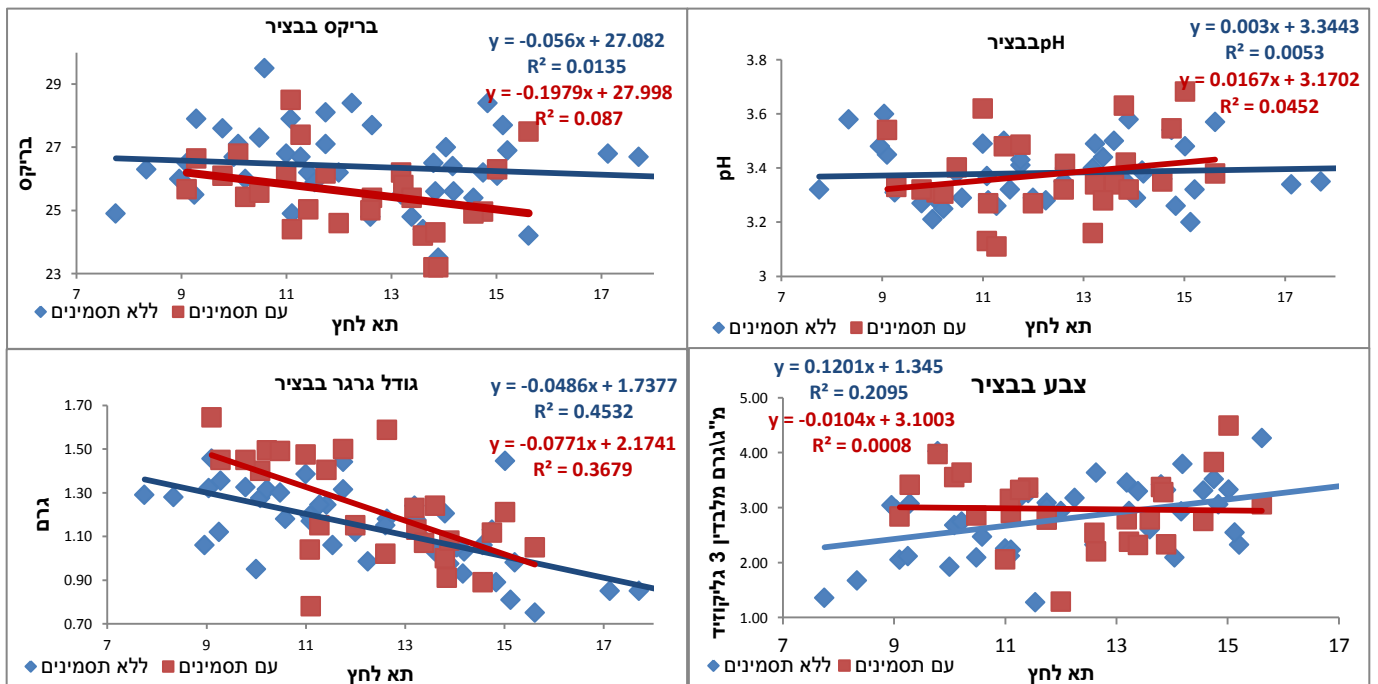 בריקס בבציר
y = -0.056x + 27.082
R² = 0.0135
y = -0.1979x + 27.998
R² = 0.087
בריקס
29
27
25
23
7 9 11 13 15 17
תא לחץ
ללא תסמינים עם תסמינים
pHבבציר
y = 0.003x + 3.3443
R² = 0.0053
y = 0.0167x + 3.1702
R² = 0.0452
pH
3.8
3.6
3.4
3.2
3
7 9 11 13 15 17
תא לחץ
ללא תסמינים עם תסמינים
גודל גרגר בבציר
y = -0.0486x + 1.7377
R² = 0.4532
y = -0.0771x + 2.1741
R² = 0.3679
גרם
1.70
1.50
1.30
1.10
0.90
0.70
7 9 11 13 15 17
תא לחץ
ללא תסמינים עם תסמינים
צבע בבציר
y = 0.1201x + 1.345
R² = 0.2095
y = -0.0104x + 3.1003
R² = 0.0008
מ"ג\גרם מלבדין 3 גליקוזיד
5.00
4.00
3.00
2.00
1.00
7 9 11 13 15 17
תא לחץ
ללא תסמינים עם תסמינים